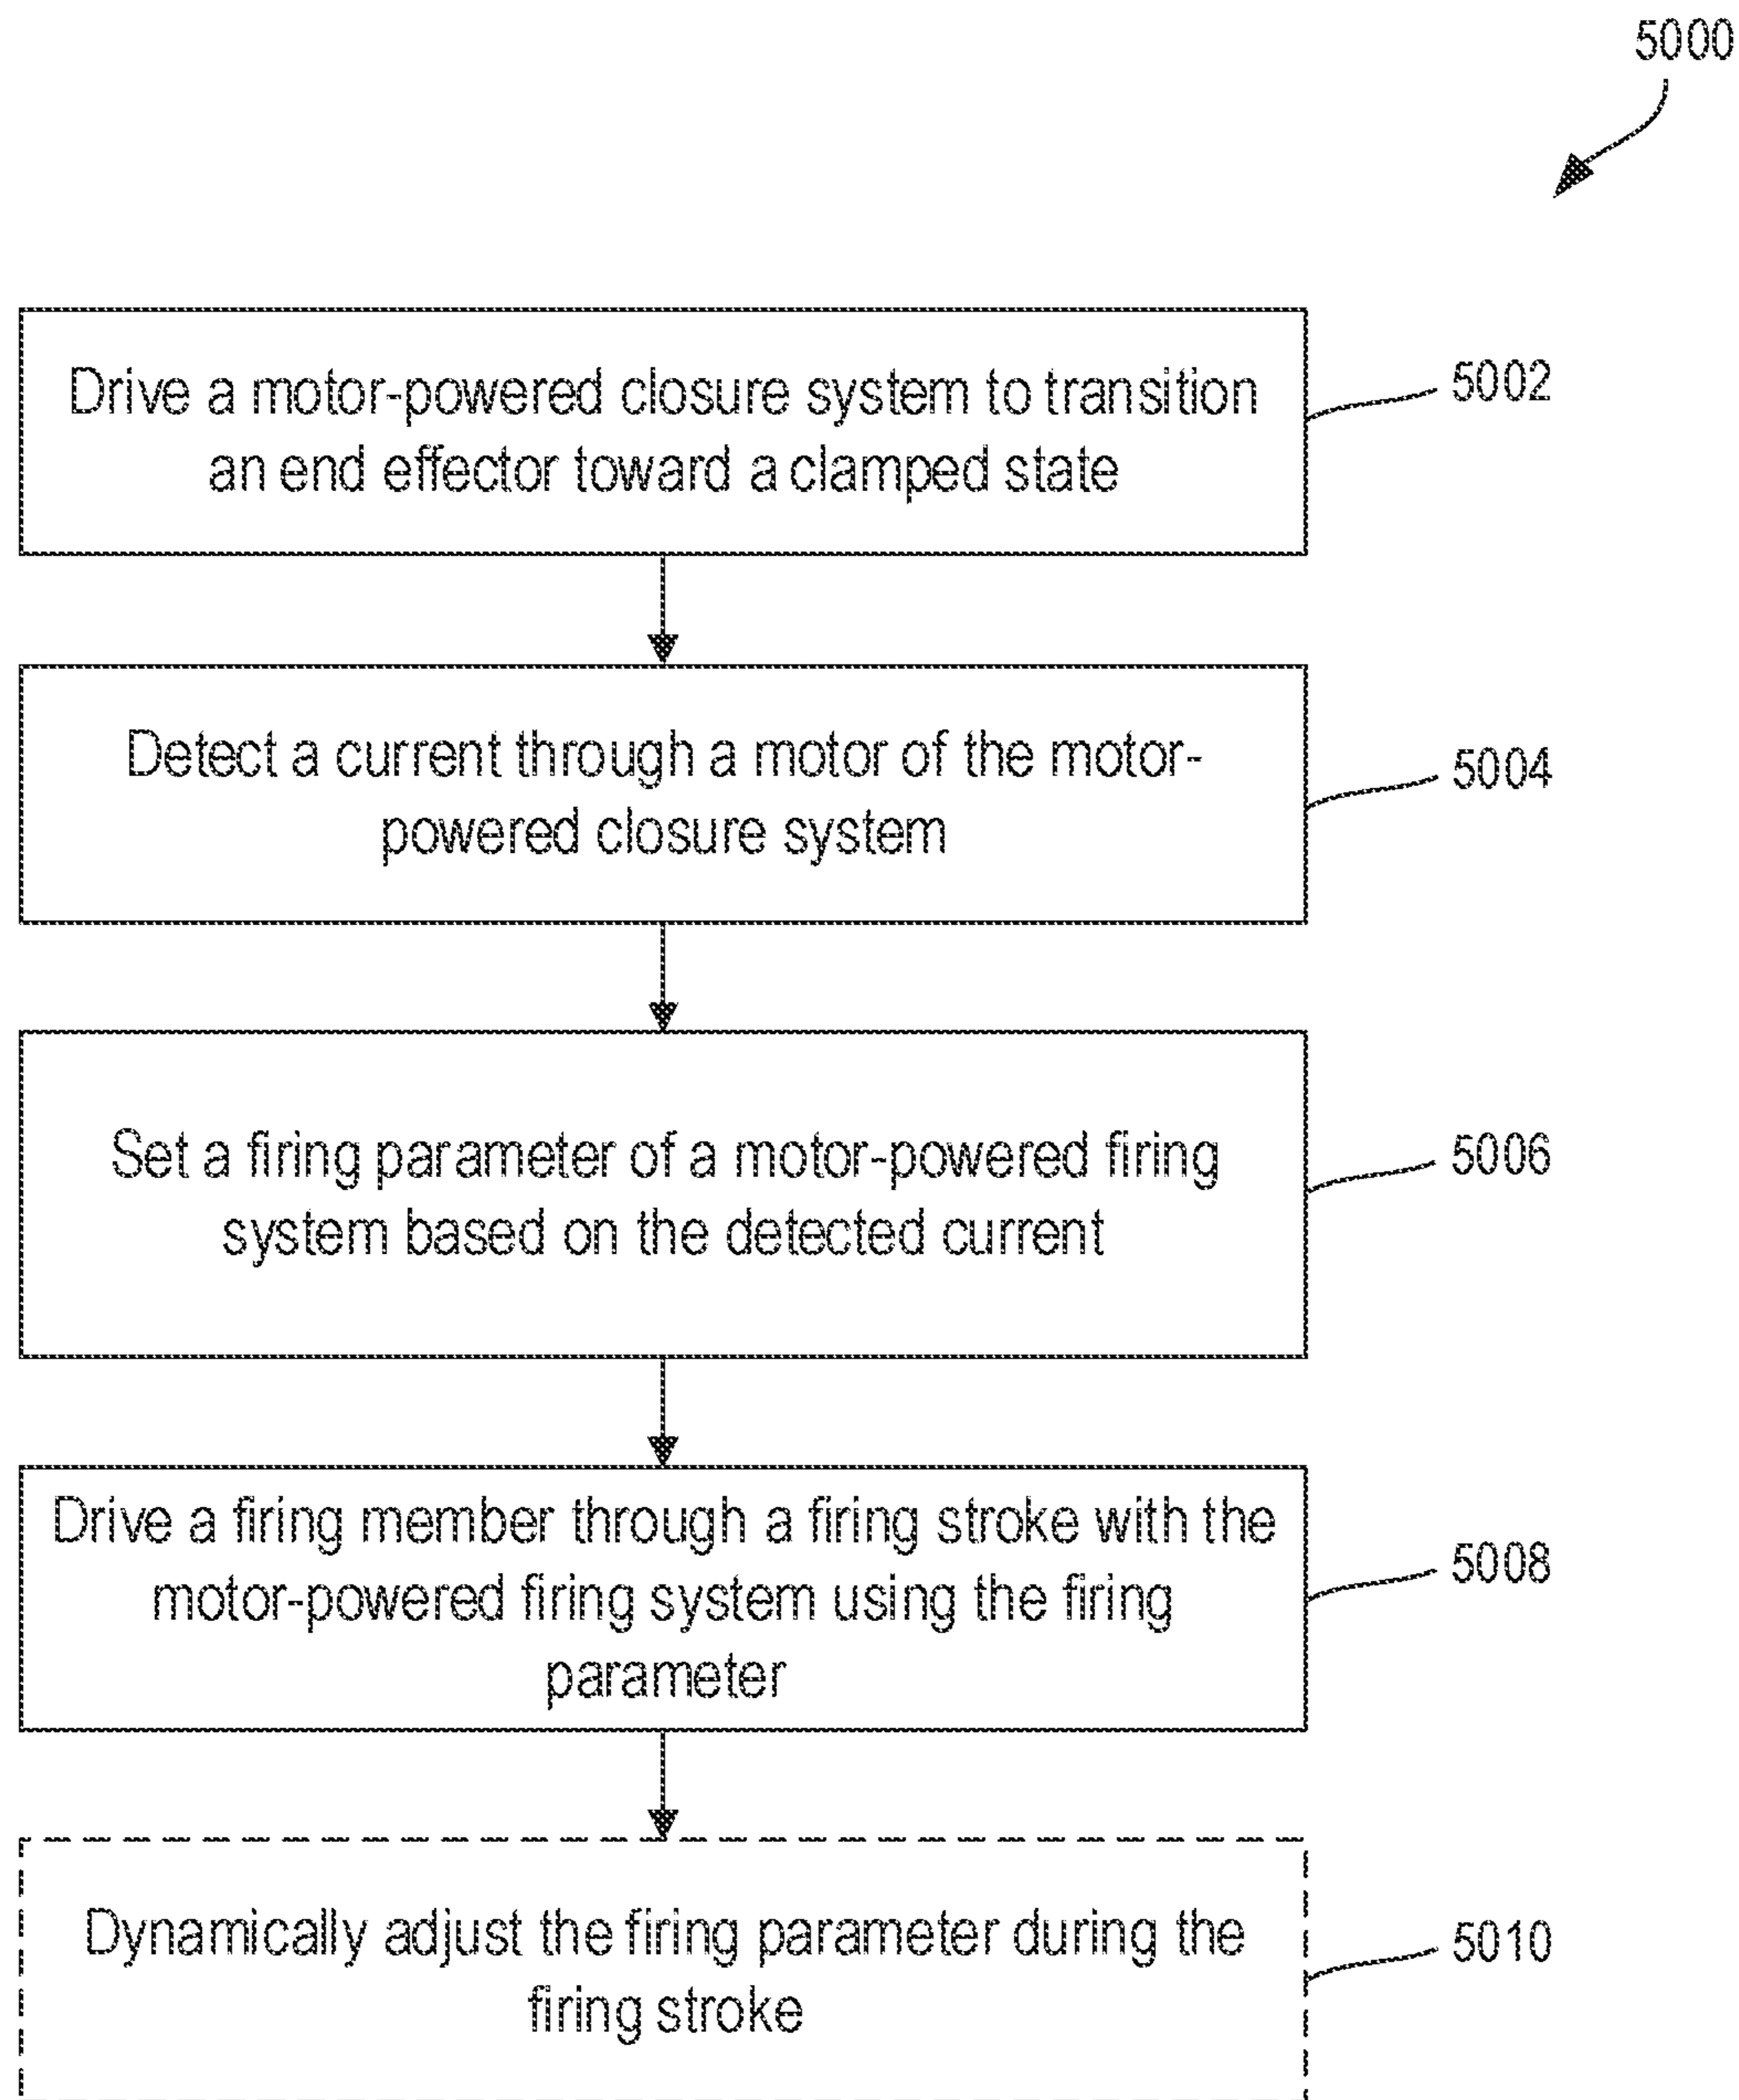 5000
Drive a motor-powered closure system to transition
an end effector toward a clamped state
5002
Detect a current through a motor of the motor-
powered closure system
5004
Set a firing parameter of a motor-powered firing
system based on the detected current
5006
Drive a firing member through a firing stroke with the
motor-powered firing system using the firing
parameter
5008
Dynamically adjust the firing parameter during the
firing stroke
5010